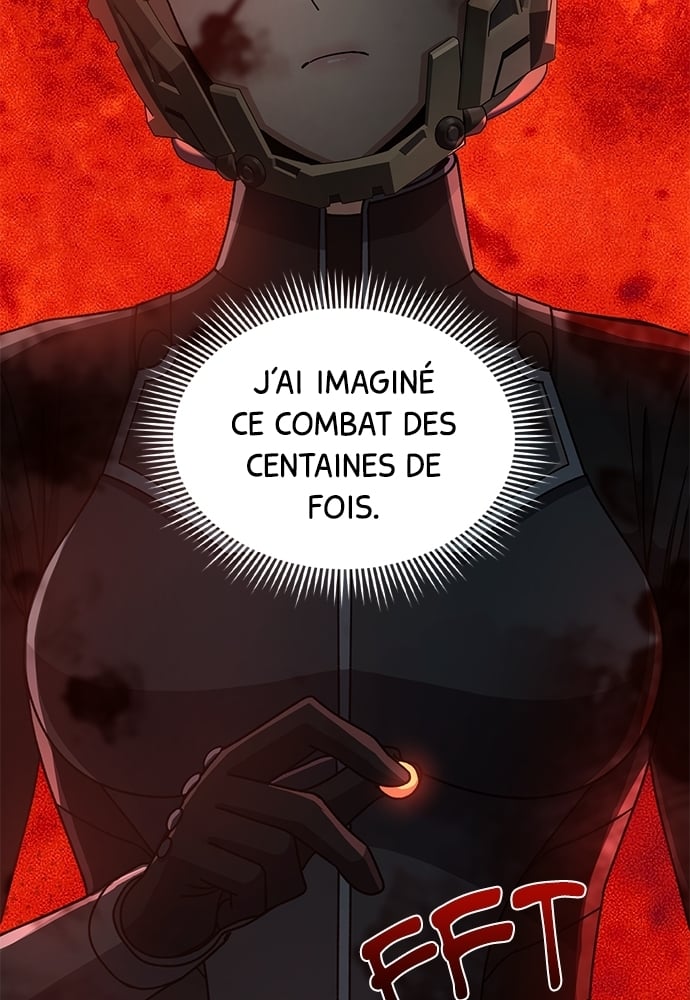 J'AI IMAGINÉ
CE COMBAT DES
CENTAINES DE
FOIS.
FFT